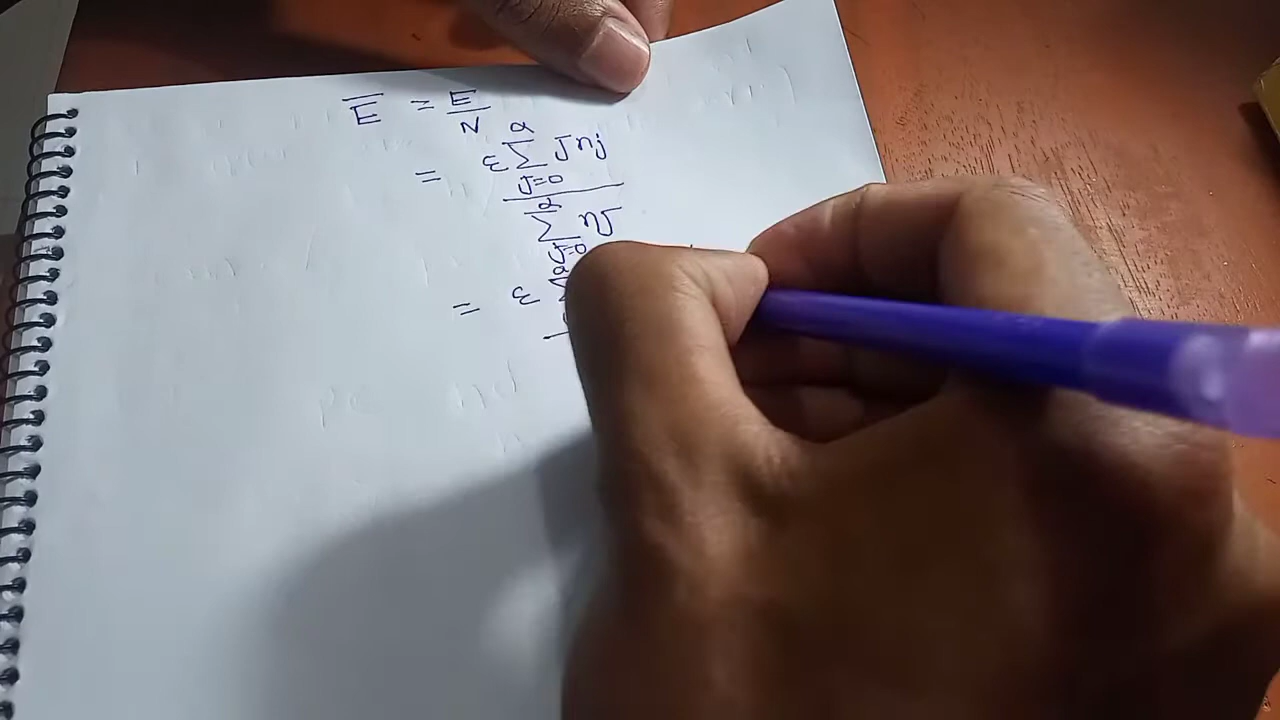 E̅ = E/N
= ε Σ_{J=0}^{α} J nj / Σ_{J=0}^{α} nJ
= ε Σ^{α}